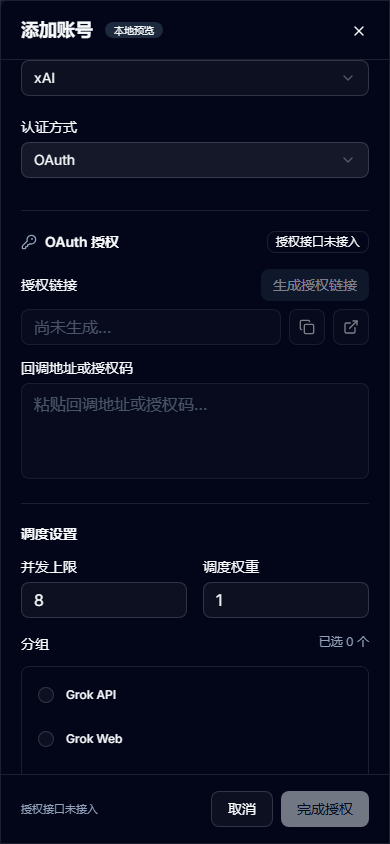 添加账号 本地预览
xAI
认证方式
OAuth
OAuth 授权 授权接口未接入
授权链接 生成授权链接
尚未生成...
回调地址或授权码
粘贴回调地址或授权码...
调度设置
并发上限 调度权重
8 1
分组 已选 0 个
Grok API
Grok Web
授权接口未接入 取消 完成授权